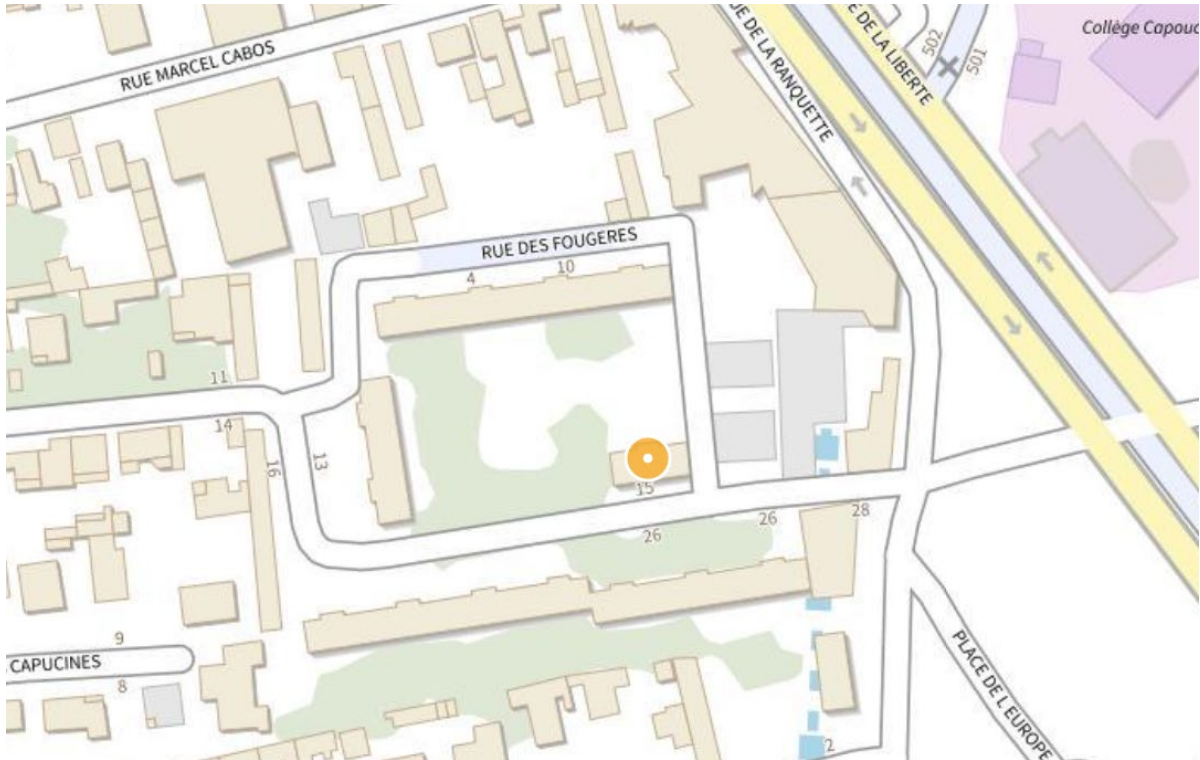 Collège Capouc
RUE MARCEL CABOS
UE DE LA RANQUETTE
E DE LA LIBERTE
502
501
RUE DES FOUGERES
4
10
11
14
16
13
15
26
26
28
9
CAPUCINES
8
PLACE DE L EUROPE
2